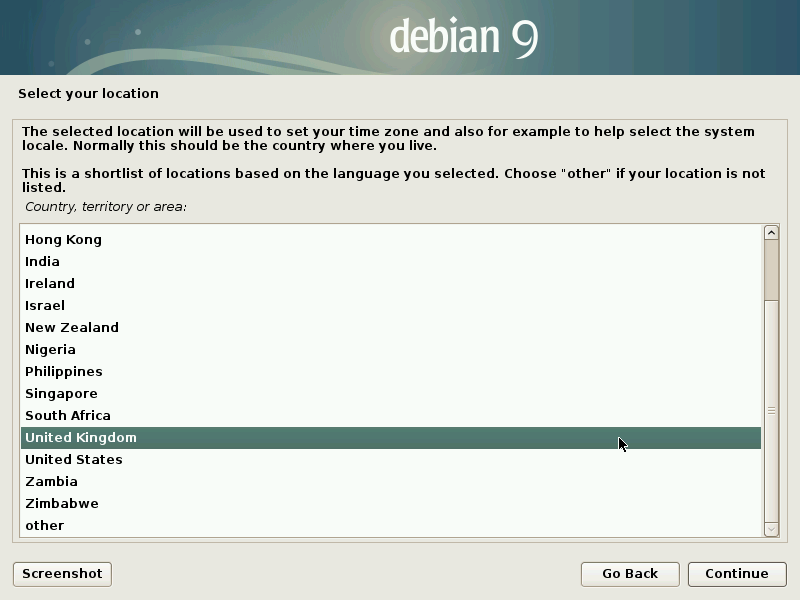 debian 9
Select your location
The selected location will be used to set your time zone and also for example to help select the system
locale. Normally this should be the country where you live.
This is a shortlist of locations based on the language you selected. Choose "other" if your location is not
listed.
Country, territory or area:
Hong Kong
India
Ireland
Israel
New Zealand
Nigeria
Philippines
Singapore
South Africa
United Kingdom
United States
Zambia
Zimbabwe
other
Screenshot
Go Back
Continue